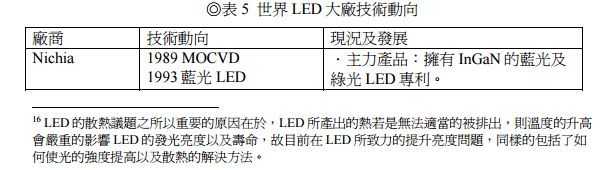 ◎表 5 世界 LED 大廠技術動向
廠商 技術動向 現況及發展
Nichia 1989 MOCVD ．主力產品：擁有 InGaN 的藍光及
1993 藍光 LED 綠光 LED 專利。
16 LED 的散熱議題之所以重要的原因在於，LED 所產出的熱若是無法適當的被排出，則溫度的升高
會嚴重的影響 LED 的發光亮度以及壽命，故目前在 LED 所致力的提升亮度問題，同樣的包括了如
何使光的強度提高以及散熱的解決方法。